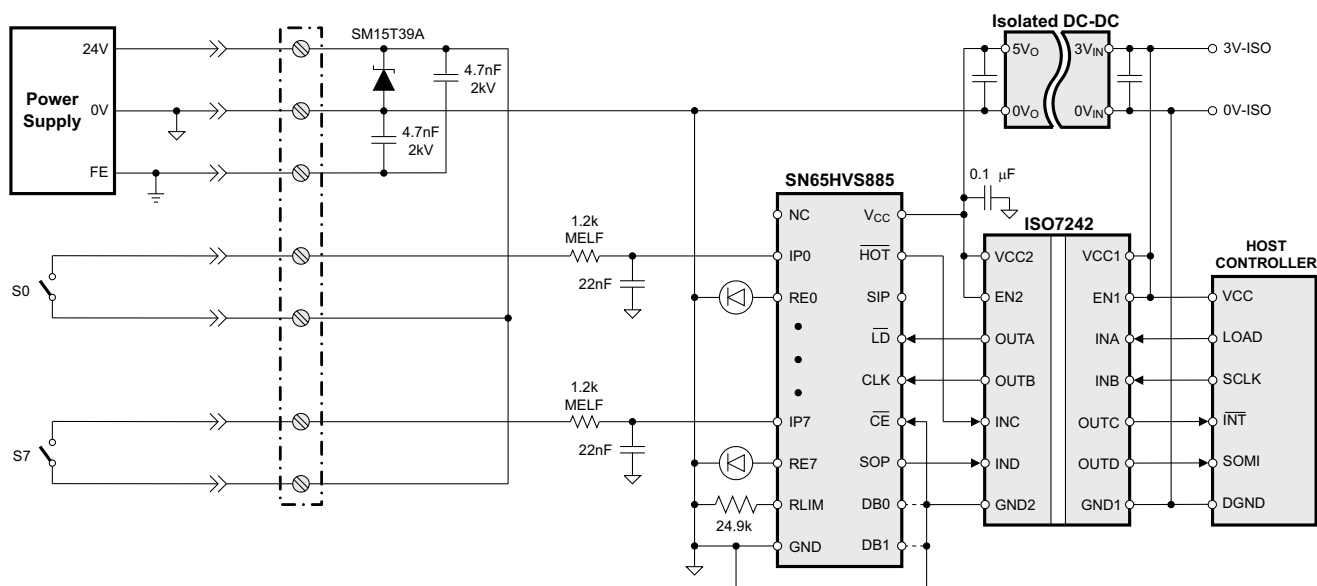 Isolated DC-DC
SM15T39A
24V
Power
Supply
0V
FE
4.7nF
2kV
4.7nF
2kV
5VO
3VIN
3V-ISO
0VO
0VIN
0V-ISO
0.1 μF
SN65HVS885
ISO7242
HOST
CONTROLLER
S0
1.2k
MELF
22nF
S7
1.2k
MELF
22nF
24.9k
NC
IP0
RE0
IP7
RE7
RLIM
GND
VCC
HOT
SIP
LD
CLK
CE
SOP
DB0
DB1
VCC2
EN2
OUTA
OUTB
INC
IND
GND2
VCC1
EN1
INA
INB
OUTC
OUTD
GND1
VCC
LOAD
SCLK
INT
SOMI
DGND